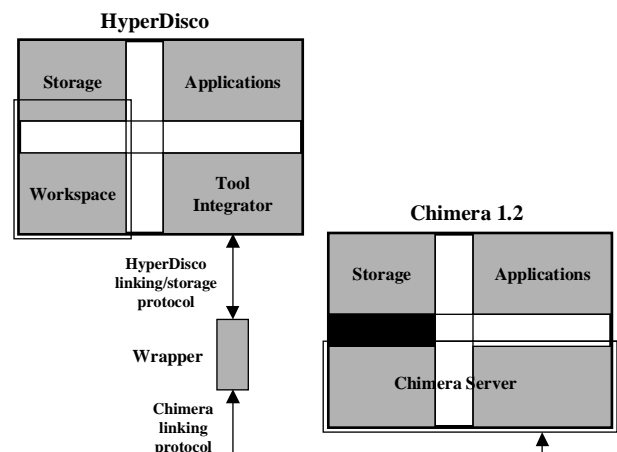 HyperDisco
Storage
Applications
Workspace
Tool
Integrator
HyperDisco
linking/storage
protocol
Wrapper
Chimera
linking
protocol
Chimera 1.2
Storage
Applications
Chimera Server